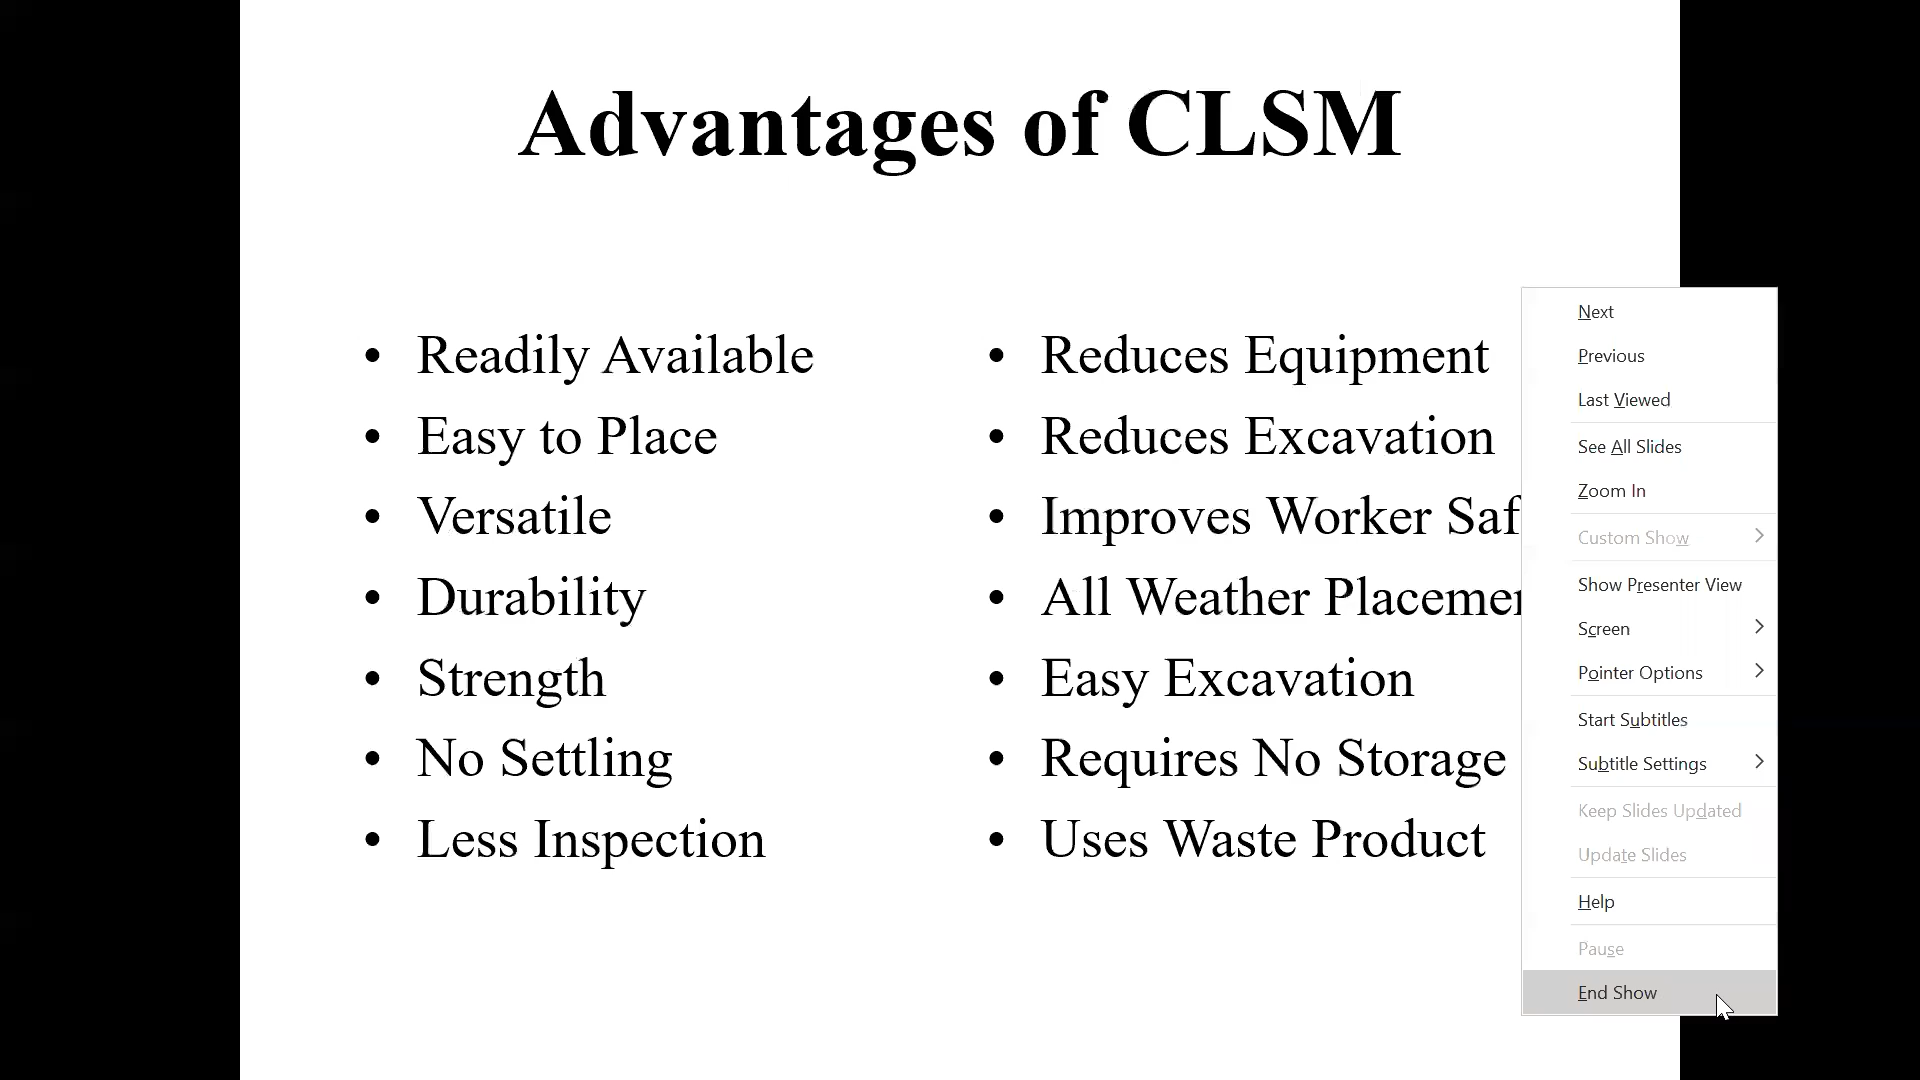 Advantages of CLSM
• Readily Available
• Easy to Place
• Versatile
• Durability
• Strength
• No Settling
• Less Inspection
• Reduces Equipment
• Reduces Excavation
• Improves Worker
• All Weather
• Easy Excavation
• Requires No Storage
• Uses Waste Product
Next
Previous
Last Viewed
See All Slides
Zoom In
Custom Show
Show Presenter View
Screen
Pointer Options
Start Subtitles
Subtitle Settings
Keep Slides Updated
Update Slides
Help
Pause
End Show